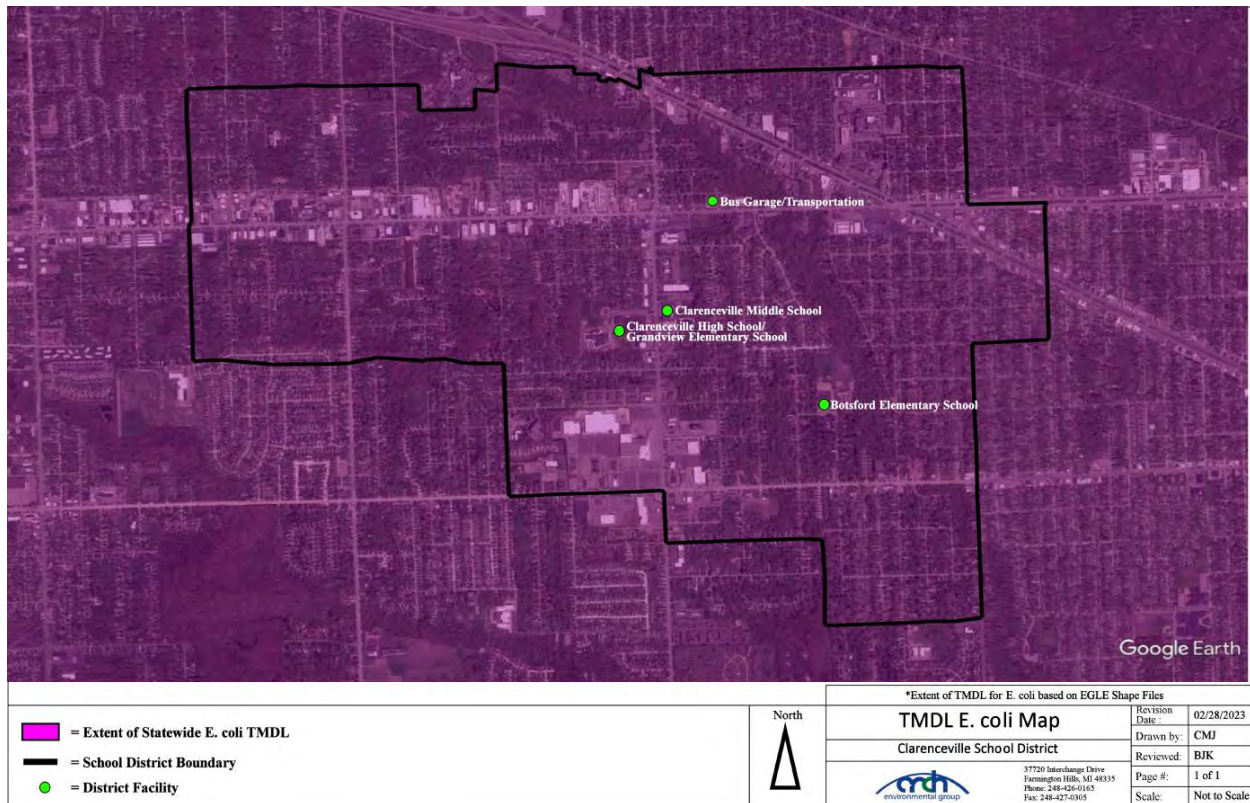 Bus Garage/Transportation
Clarenceville Middle School
Clarenceville High School/
Grandview Elementary School
Botsford Elementary School
Google Earth
*Extent of TMDL for E. coli based on EGLE Shape Files
= Extent of Statewide E. coli TMDL
= School District Boundary
= District Facility
North
TMDL E. coli Map
Clarenceville School District
environmental group
37720 Interchange Drive
Farmington Hills, MI 48335
Phone: 248-426-0165
Fax: 248-427-0305
Revision Date : 02/28/2023
Drawn by: CMJ
Reviewed: BJK
Page #: 1 of 1
Scale: Not to Scale